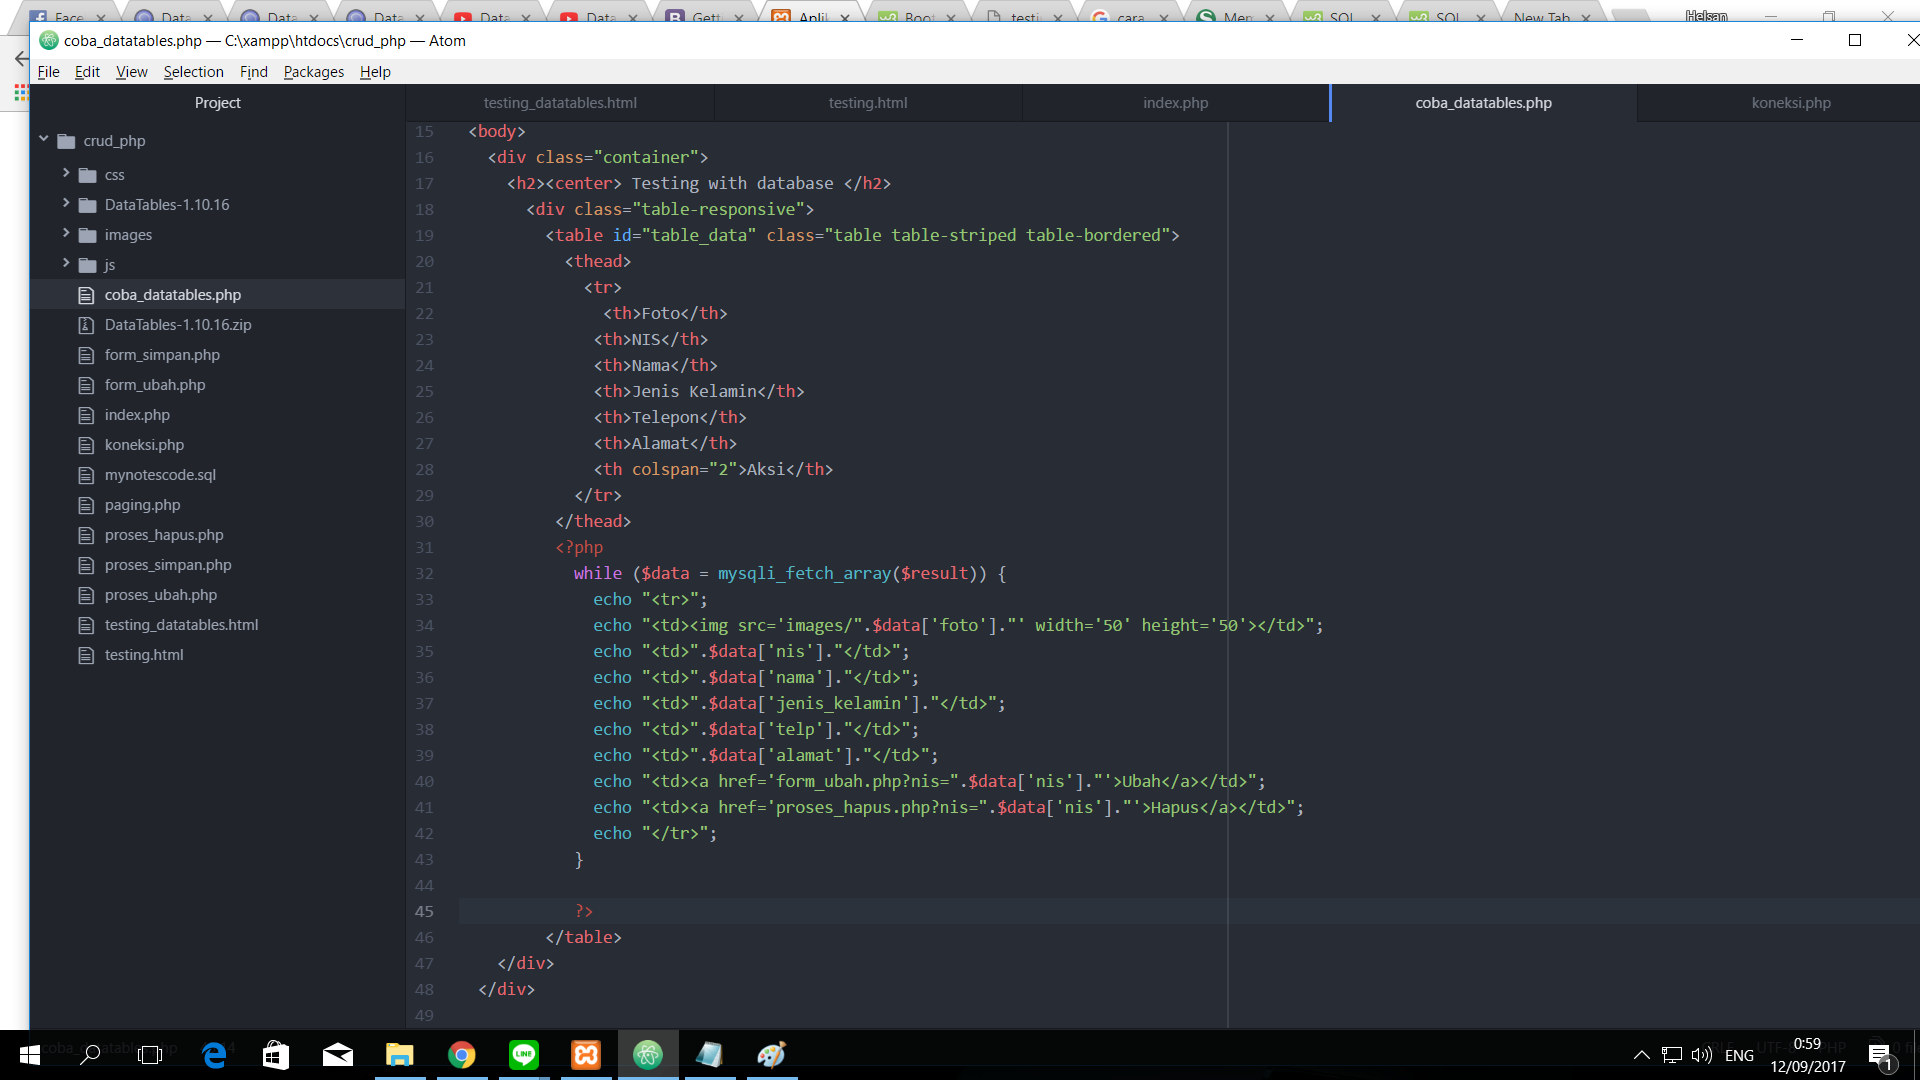 Face
Data
Data
Data
Data
Data
Gett
Aplik
Boot
testi
cara
Mem
SQL
SQL
New Tab
Helsan
coba_datatables.php — C:\xampp\htdocs\crud_php — Atom
File Edit View Selection Find Packages Help
Project
testing_datatables.html
testing.html
index.php
coba_datatables.php
koneksi.php
crud_php
css
DataTables-1.10.16
images
js
coba_datatables.php
DataTables-1.10.16.zip
form_simpan.php
form_ubah.php
index.php
koneksi.php
mynotescode.sql
paging.php
proses_hapus.php
proses_simpan.php
proses_ubah.php
testing_datatables.html
testing.html
15 <body>
16 <div class="container">
17 <h2><center> Testing with database </h2>
18 <div class="table-responsive">
19 <table id="table_data" class="table table-striped table-bordered">
20 <thead>
21 <tr>
22 <th>Foto</th>
23 <th>NIS</th>
24 <th>Nama</th>
25 <th>Jenis Kelamin</th>
26 <th>Telepon</th>
27 <th>Alamat</th>
28 <th colspan="2">Aksi</th>
29 </tr>
30 </thead>
31 <?php
32 while ($data = mysqli_fetch_array($result)) {
33 echo "<tr>";
34 echo "<td><img src='images/".$data['foto']."' width='50' height='50'></td>";
35 echo "<td>".$data['nis']."</td>";
36 echo "<td>".$data['nama']."</td>";
37 echo "<td>".$data['jenis_kelamin']."</td>";
38 echo "<td>".$data['telp']."</td>";
39 echo "<td>".$data['alamat']."</td>";
40 echo "<td><a href='form_ubah.php?nis=".$data['nis']."'>Ubah</a></td>";
41 echo "<td><a href='proses_hapus.php?nis=".$data['nis']."'>Hapus</a></td>";
42 echo "</tr>";
43 }
44
45 ?>
46 </table>
47 </div>
48 </div>
49
LINE
ENG
0:59
12/09/2017
1